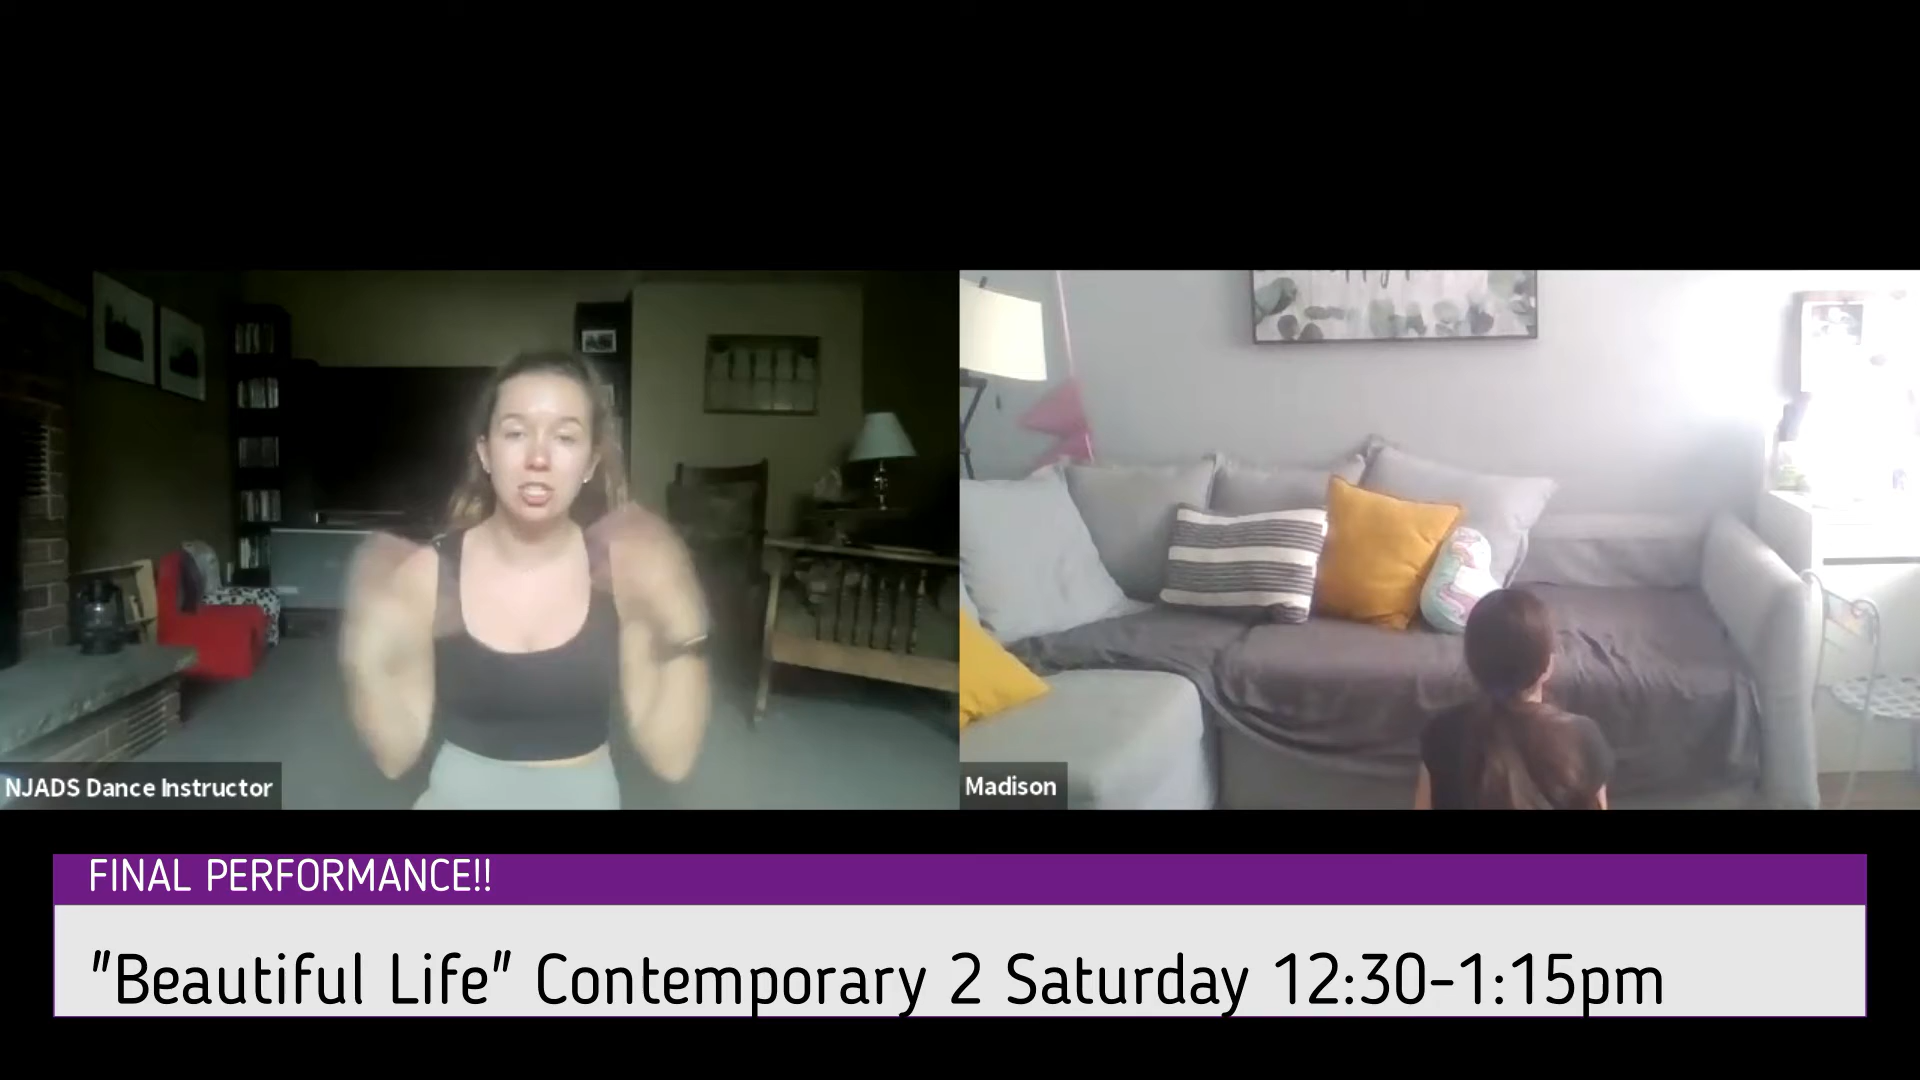 NJADS Dance Instructor
Madison
FINAL PERFORMANCE!!
"Beautiful Life" Contemporary 2 Saturday 12:30-1:15pm